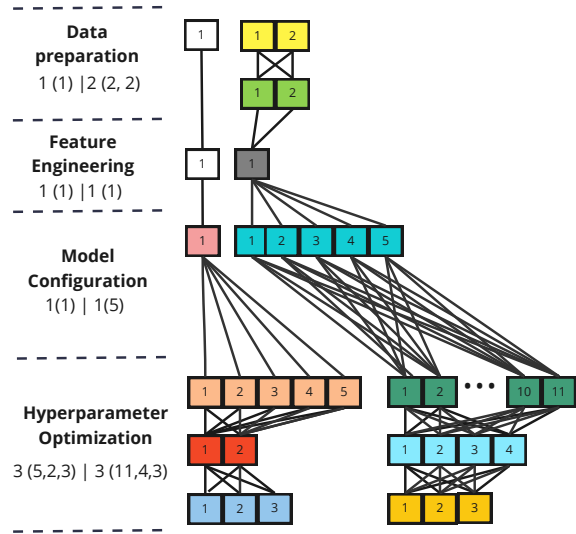 Data
preparation
1 (1) |2 (2, 2)
1 1 2
1 2
Feature
Engineering
1 (1) |1 (1)
1 1
Model
Configuration
1(1) | 1(5)
1 1 2 3 4 5
Hyperparameter
Optimization
3 (5,2,3) | 3 (11,4,3)
1 2 3 4 5 1 2 ••• 10 11
1 2 1 2 3 4
1 2 3 1 2 3